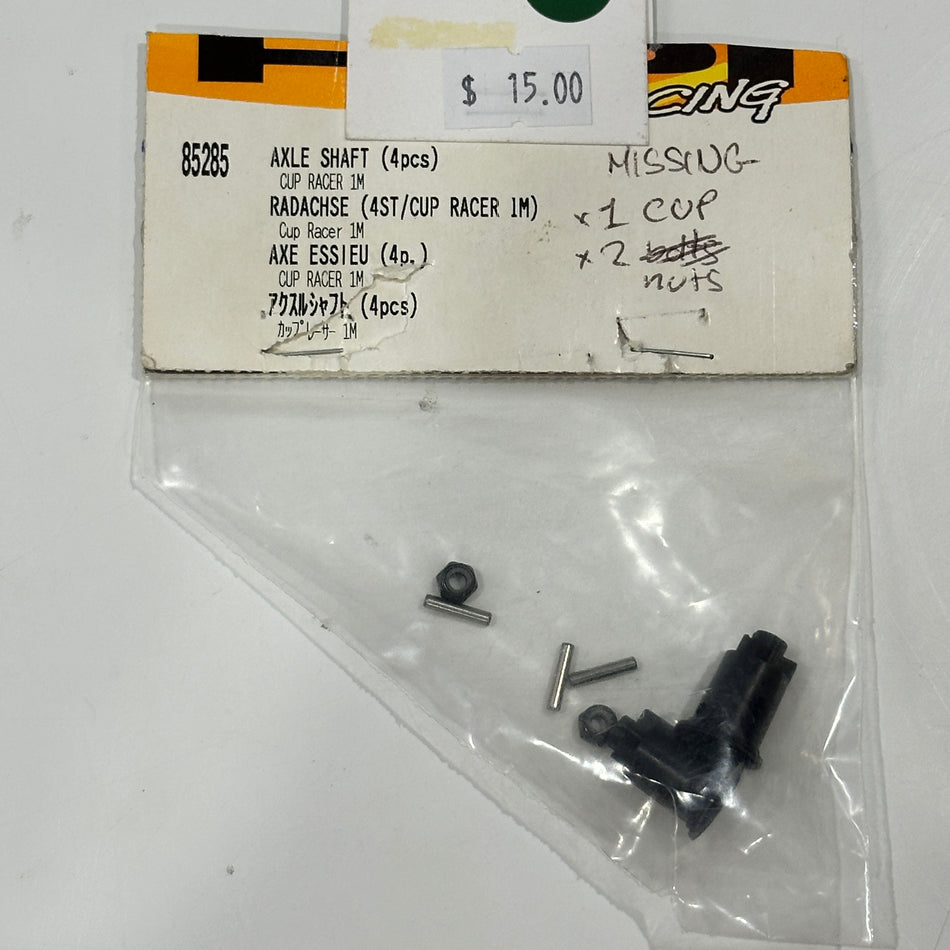 $ 15.00
CING
85285
AXLE SHAFT (4pcs)
CUP RACER 1M
RADACHSE (4ST/CUP RACER 1M)
Cup Racer 1M
AXE ESSIEU (4p.)
CUP RACER 1M
アクスルシャフト (4pcs)
カップレーサー 1M
MISSING
x 1 CUP
x 2 bolts
nuts